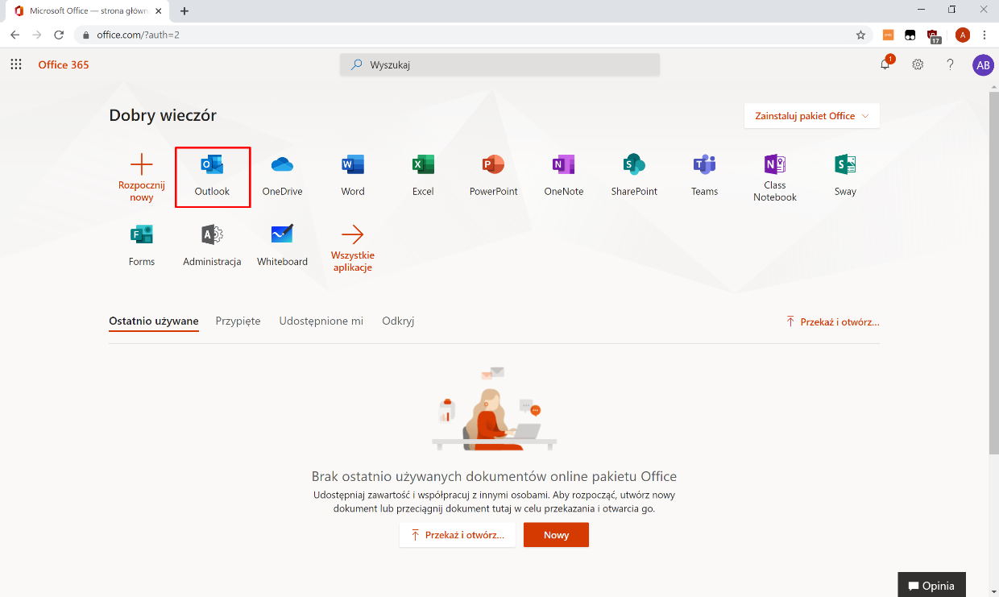 Microsoft Office — strona główn
office.com/?auth=2
17
A
Office 365
Wyszukaj
1
?
AB
Dobry wieczór
Zainstaluj pakiet Office
Rozpocznij
nowy
Outlook
OneDrive
Word
Excel
PowerPoint
OneNote
SharePoint
Teams
Class
Notebook
Sway
Forms
Administracja
Whiteboard
Wszystkie
aplikacje
Ostatnio używane
Przypięte
Udostępnione mi
Odkryj
Przekaż i otwórz...
Brak ostatnio używanych dokumentów online pakietu Office
Udostępniaj zawartość i współpracuj z innymi osobami. Aby rozpocząć, utwórz nowy
dokument lub przeciągnij dokument tutaj w celu przekazania i otwarcia go.
Przekaż i otwórz...
Nowy
Opinia